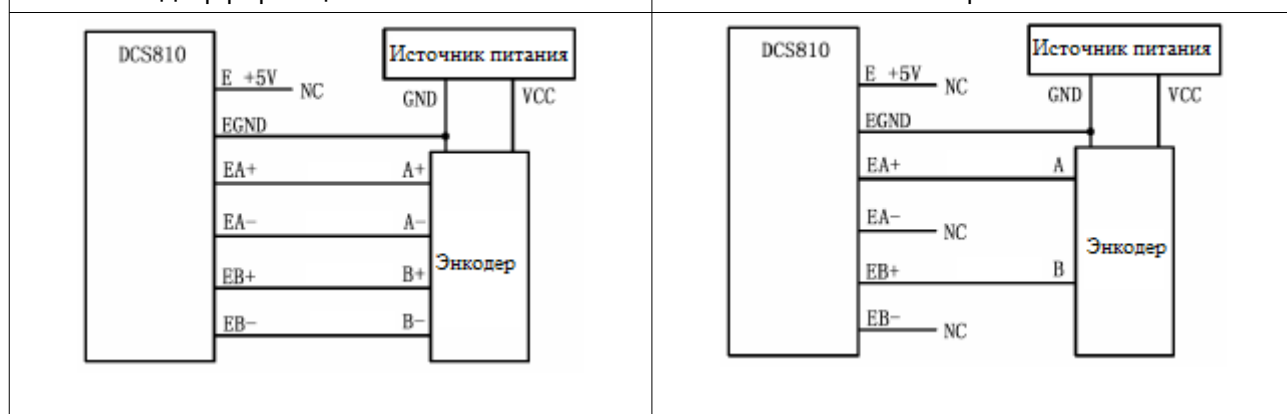 DCS810
Источник питания
E +5V
NC
GND
VCC
EGND
EA+
A+
EA-
A-
Энкодер
EB+
B+
EB-
B-
DCS810
Источник питания
E +5V
NC
GND
VCC
EGND
EA+
A
EA-
NC
Энкодер
EB+
B
EB-
NC